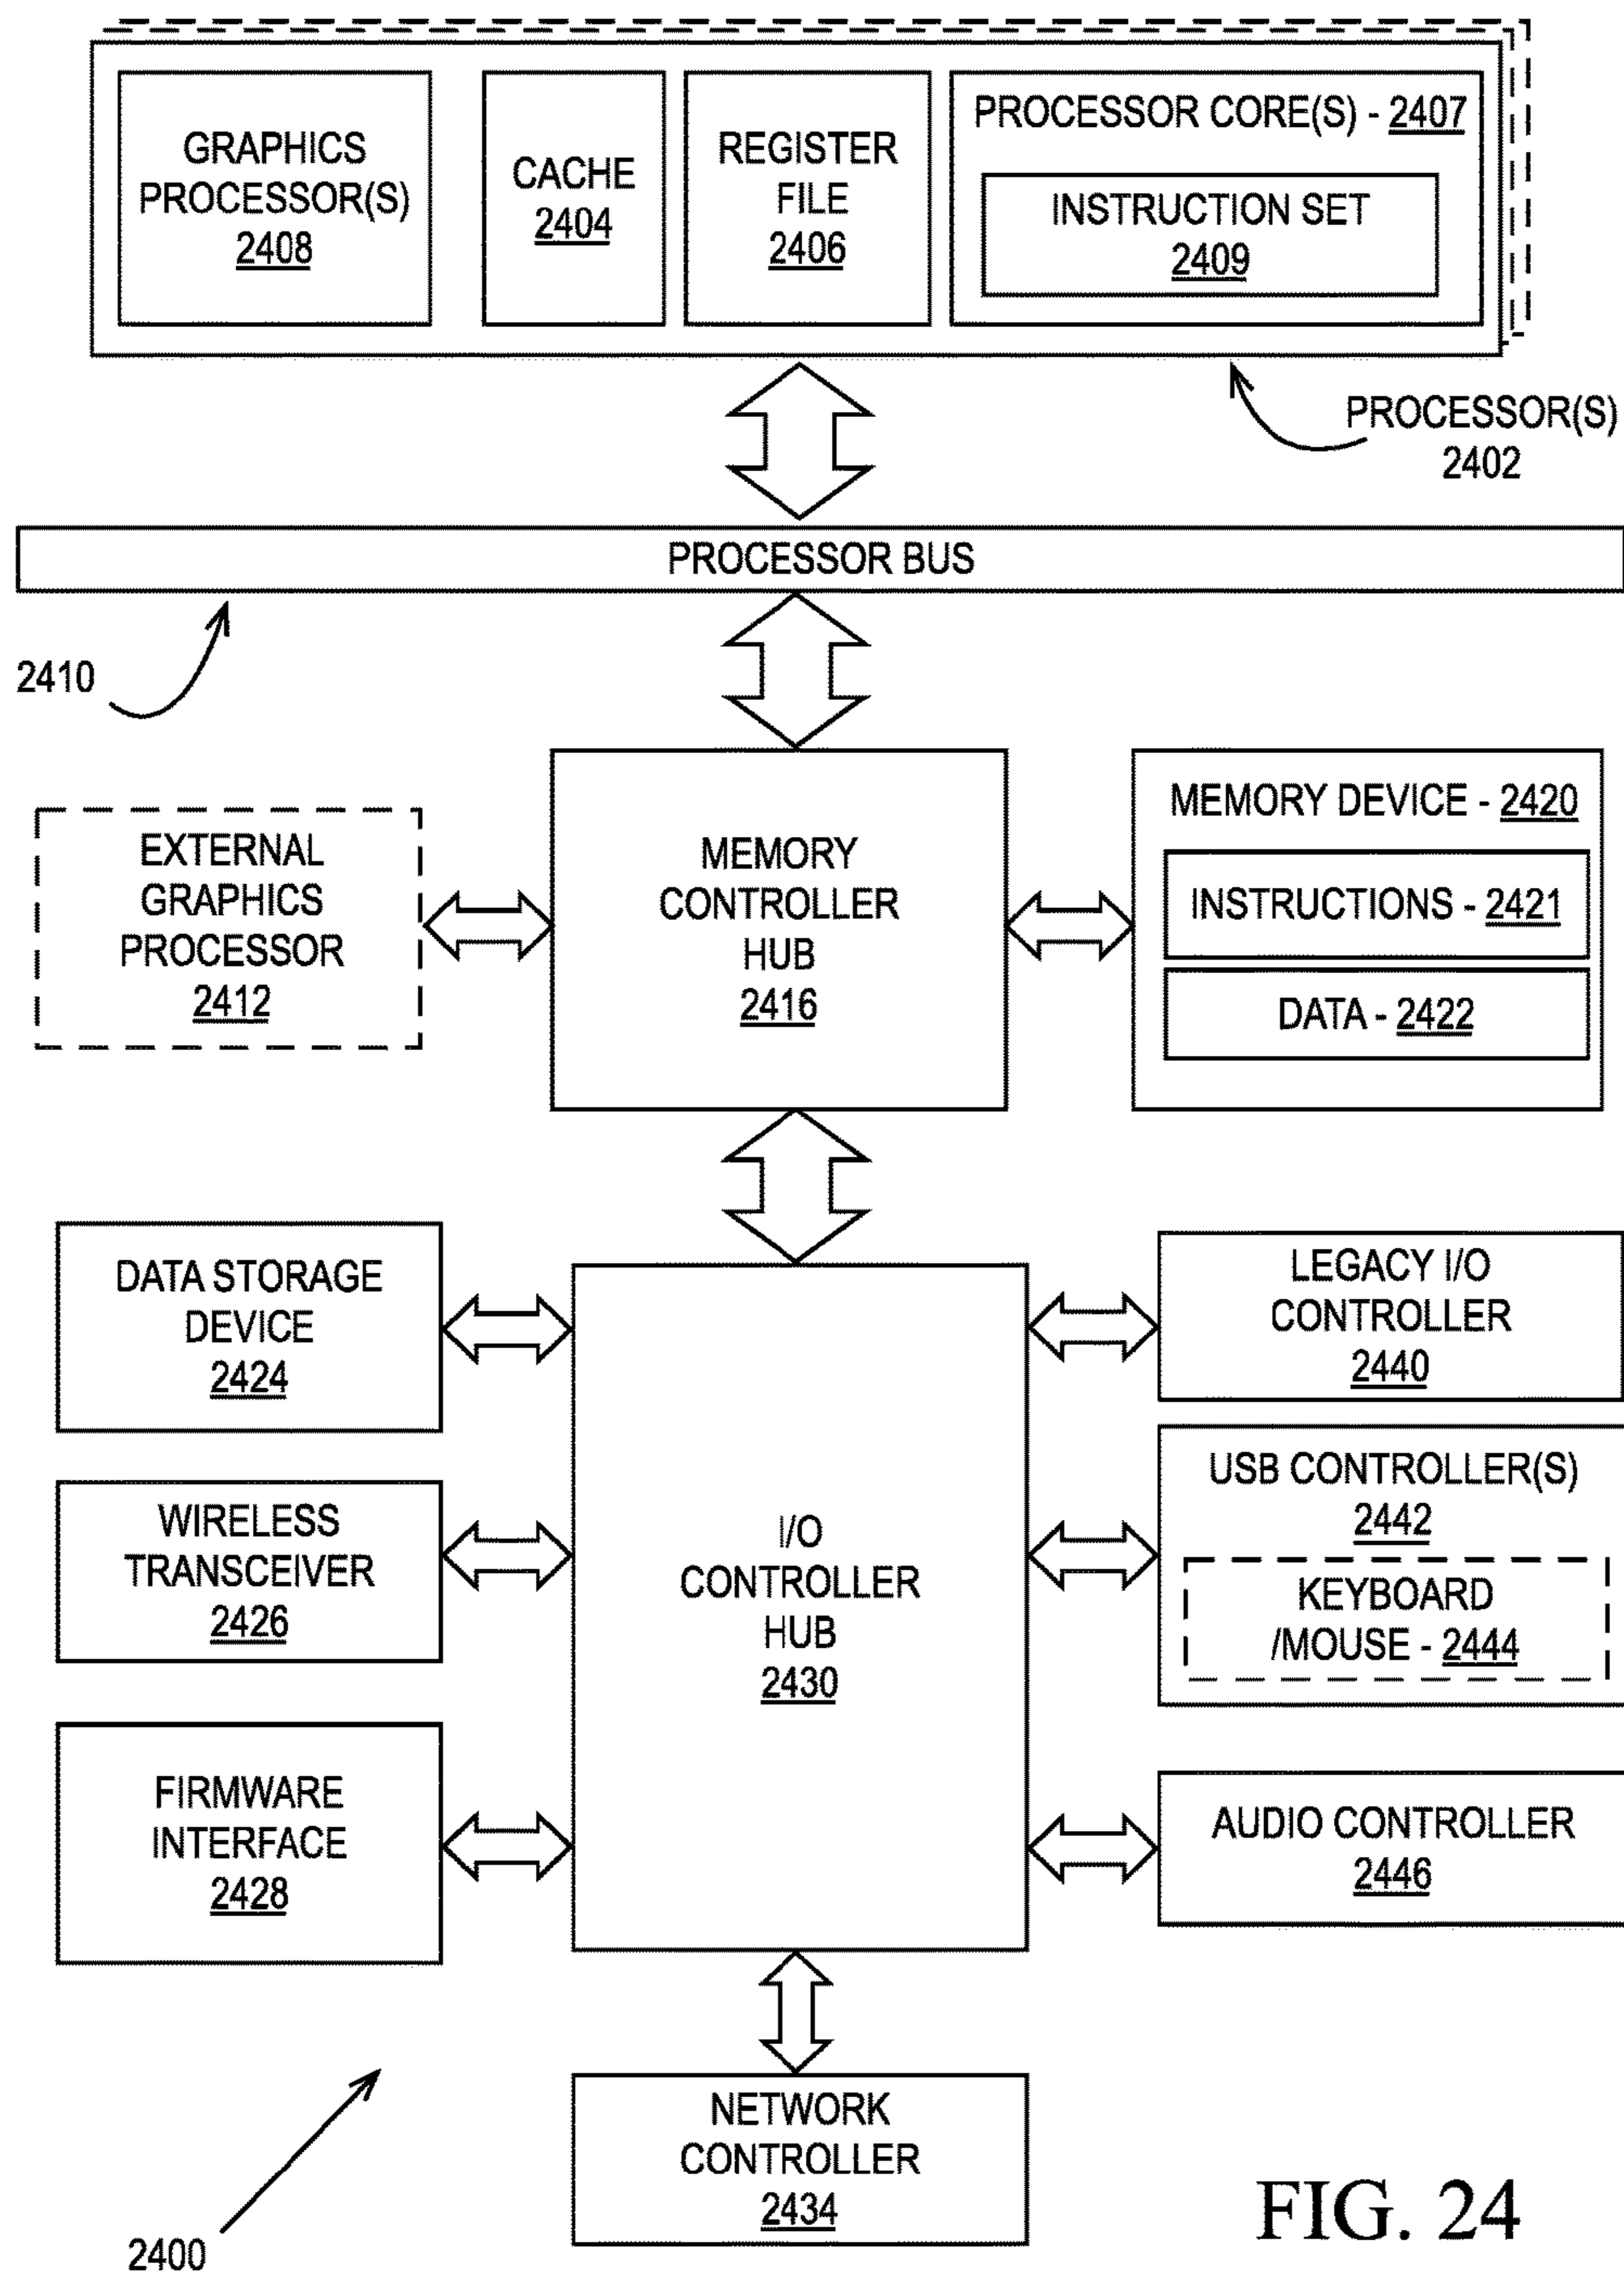 GRAPHICS
PROCESSOR(S)
2408
CACHE
2404
REGISTER
FILE
2406
PROCESSOR CORE(S) - 2407
INSTRUCTION SET
2409
PROCESSOR(S)
2402
PROCESSOR BUS
2410
EXTERNAL
GRAPHICS
PROCESSOR
2412
MEMORY
CONTROLLER
HUB
2416
MEMORY DEVICE - 2420
INSTRUCTIONS - 2421
DATA - 2422
DATA STORAGE
DEVICE
2424
WIRELESS
TRANSCEIVER
2426
FIRMWARE
INTERFACE
2428
I/O
CONTROLLER
HUB
2430
LEGACY I/O
CONTROLLER
2440
USB CONTROLLER(S)
2442
KEYBOARD
/MOUSE - 2444
AUDIO CONTROLLER
2446
NETWORK
CONTROLLER
2434
2400
FIG. 24